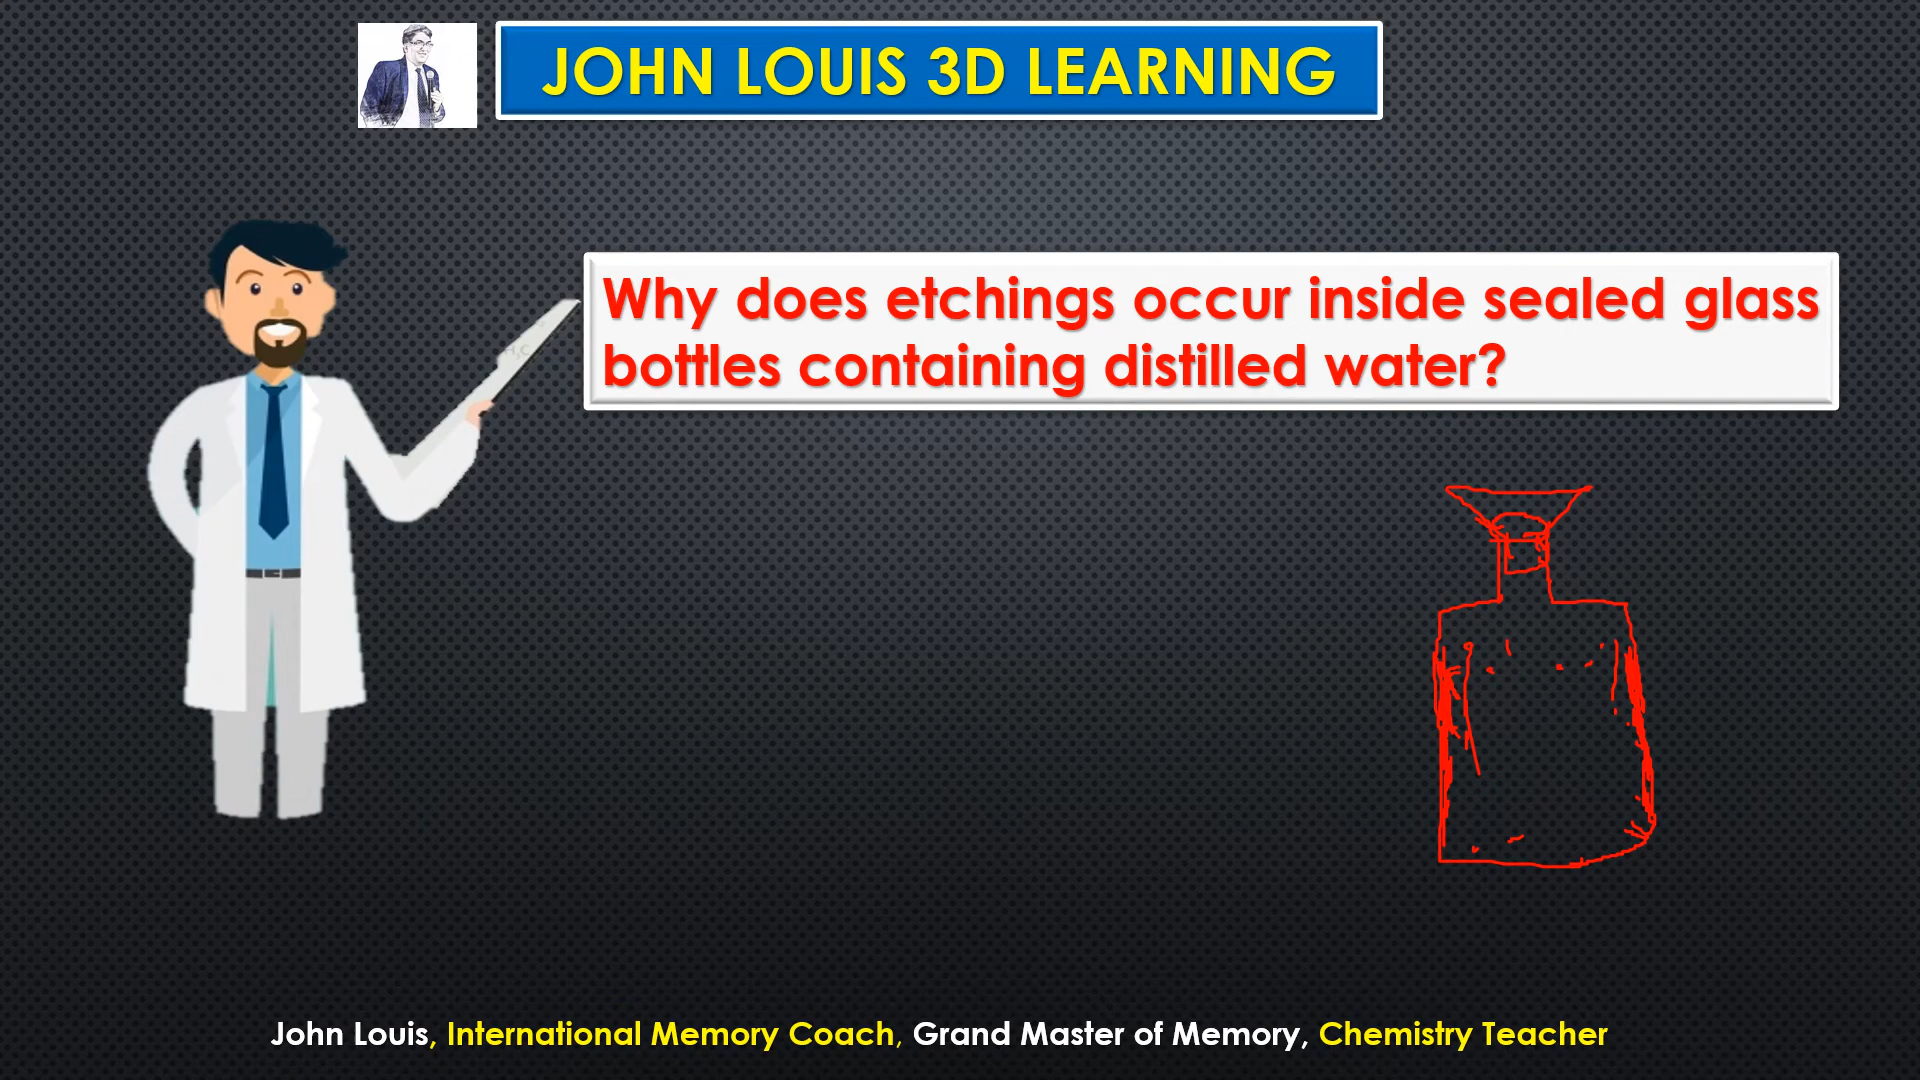 JOHN LOUIS 3D LEARNING
Why does etchings occur inside sealed glass
bottles containing distilled water?
H,C
John Louis, International Memory Coach, Grand Master of Memory, Chemistry Teacher